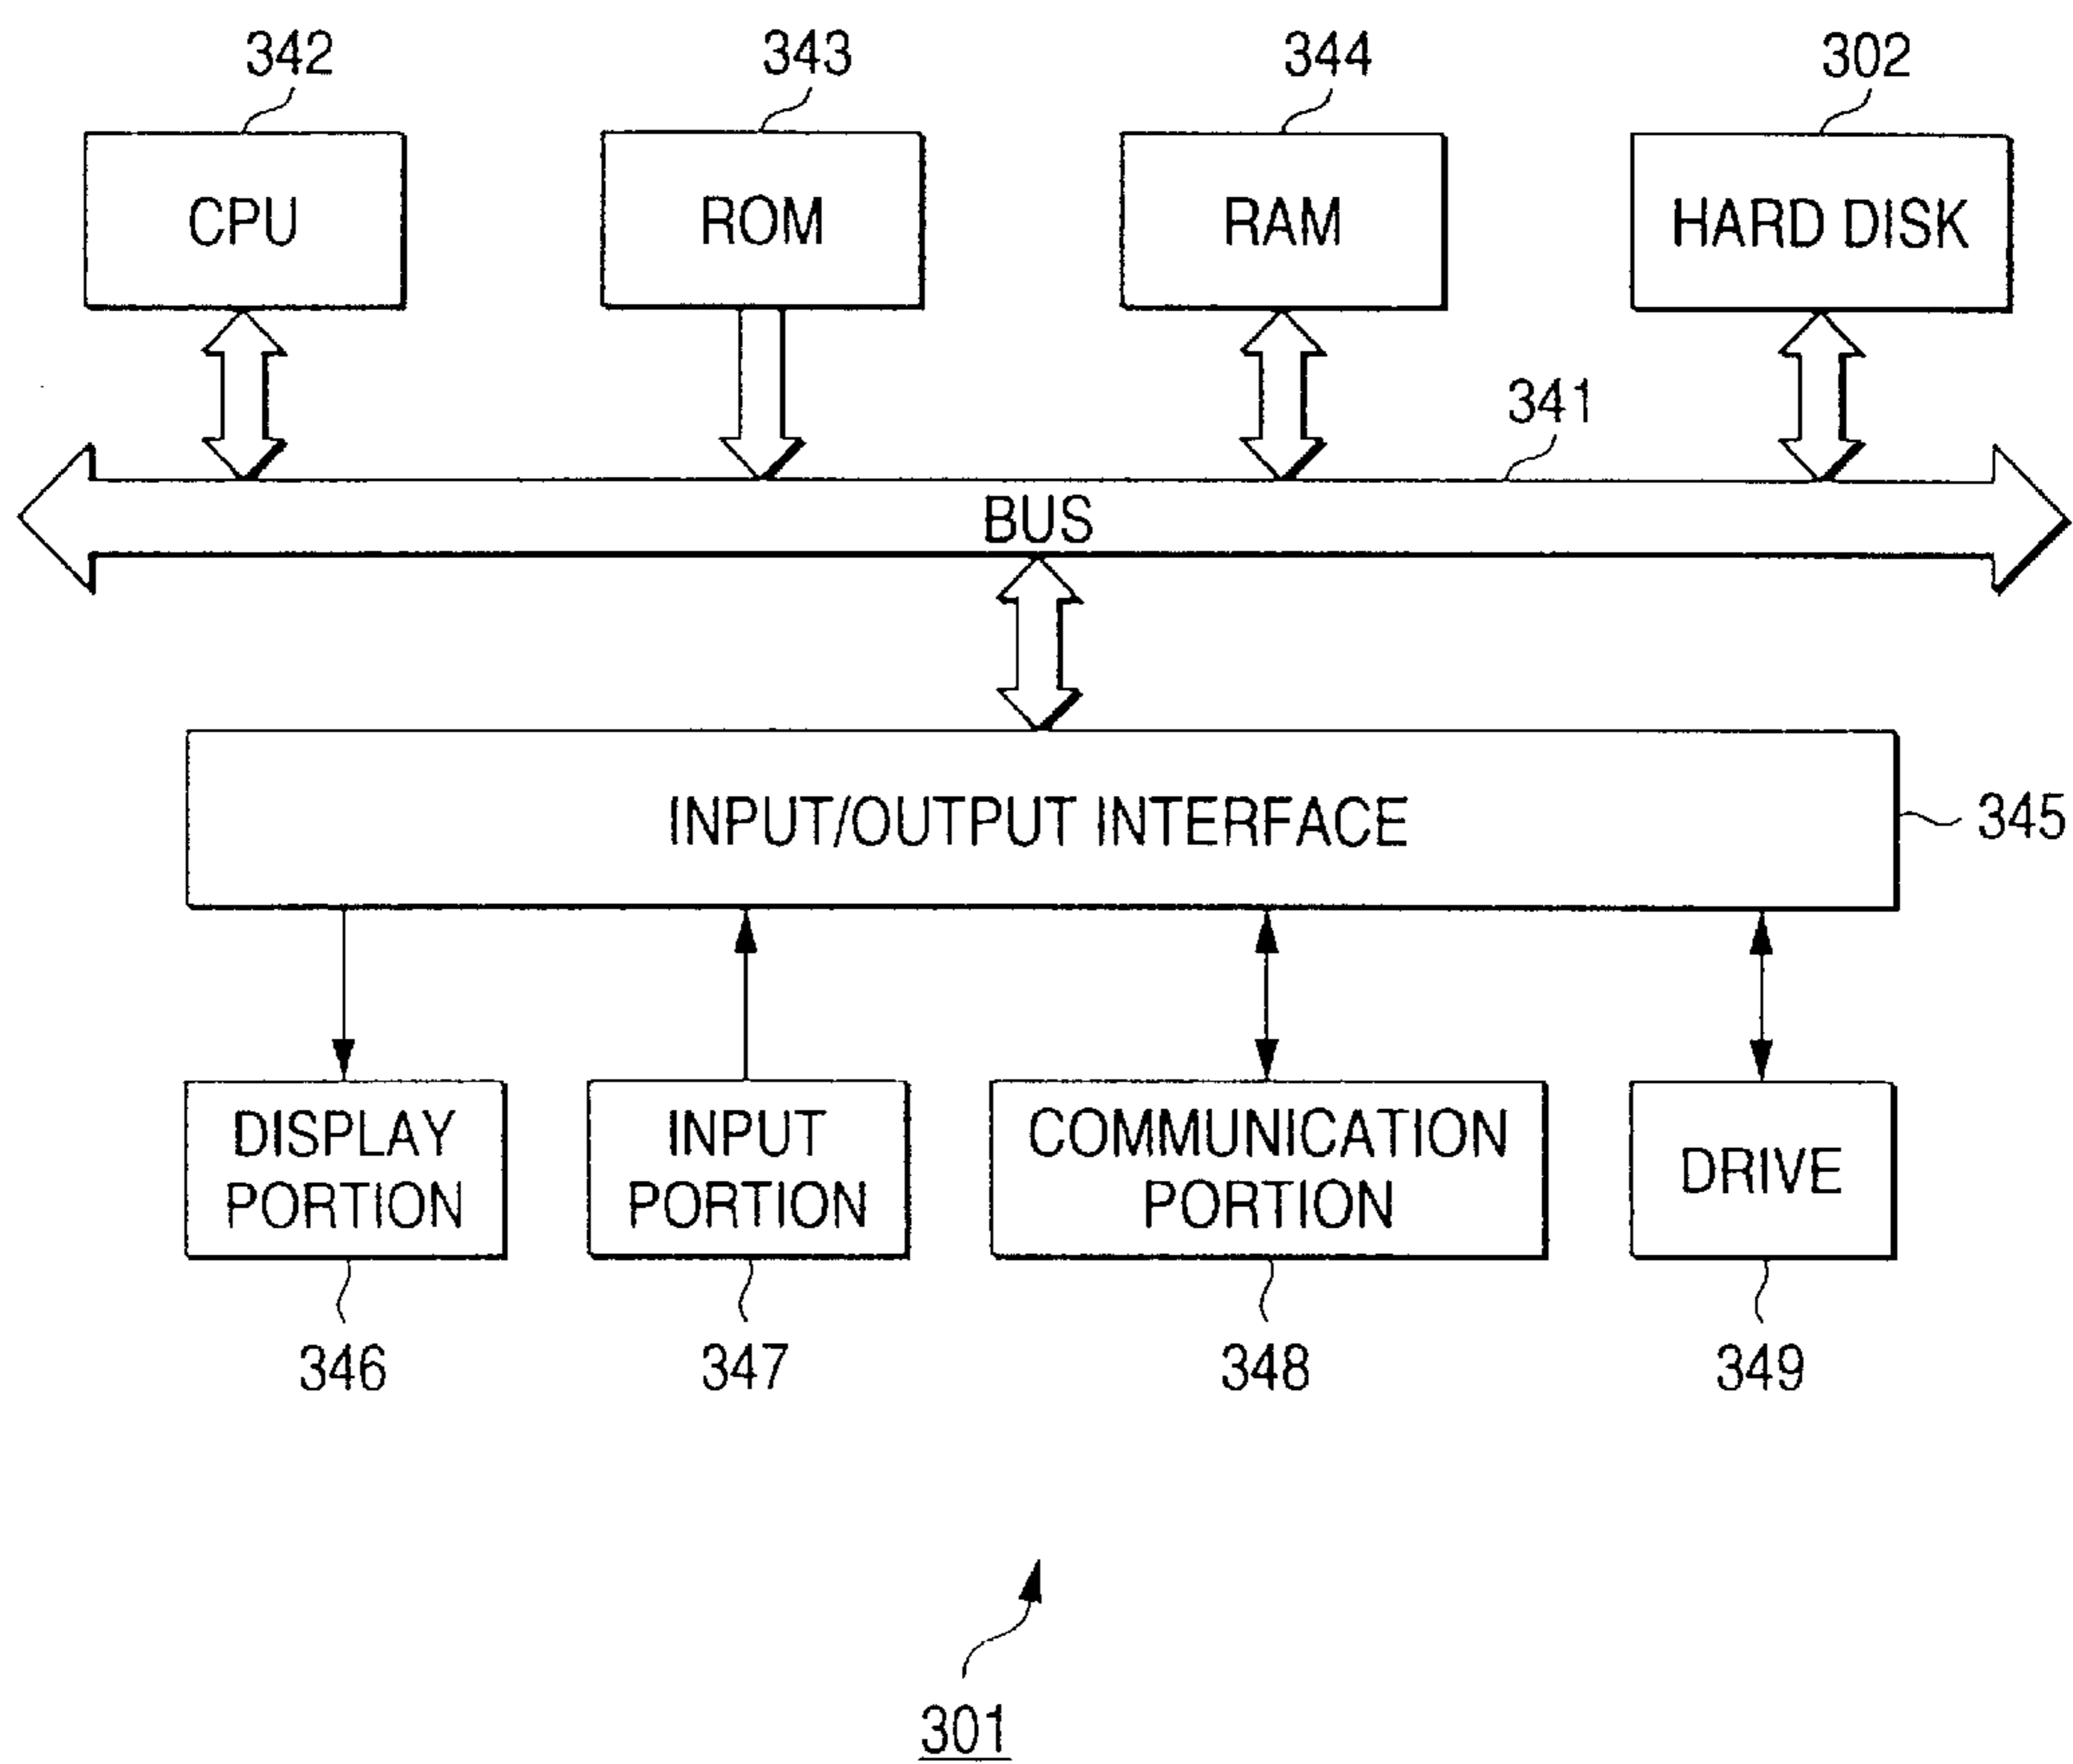 342
343
344
302
CPU
ROM
RAM
HARD DISK
341
BUS
INPUT/OUTPUT INTERFACE
345
DISPLAY
PORTION
INPUT
PORTION
COMMUNICATION
PORTION
DRIVE
346
347
348
349
301